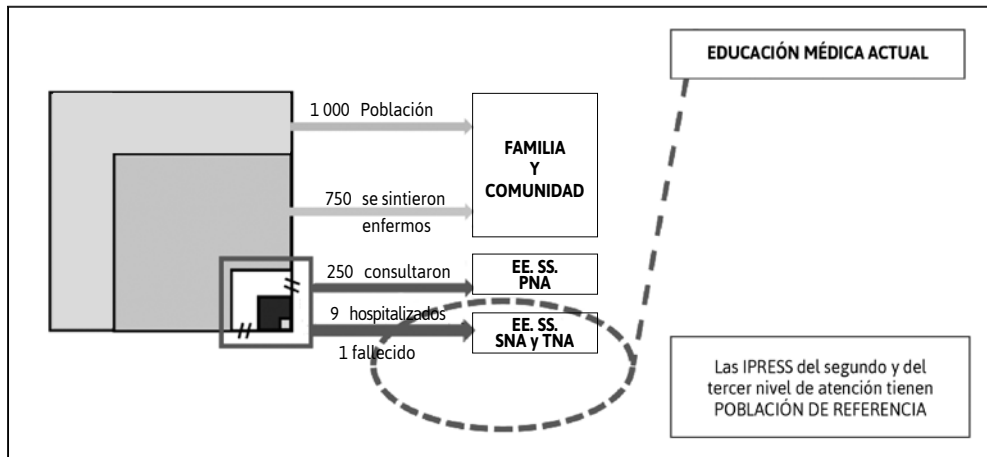 EDUCACIÓN MÉDICA ACTUAL
1 000 Población
FAMILIA
Y
COMUNIDAD
750 se sintieron
enfermos
250 consultaron
EE. SS.
PNA
9 hospitalizados
1 fallecido
EE. SS.
SNA y TNA
Las IPRESS del segundo y del
tercer nivel de atención tienen
POBLACIÓN DE REFERENCIA